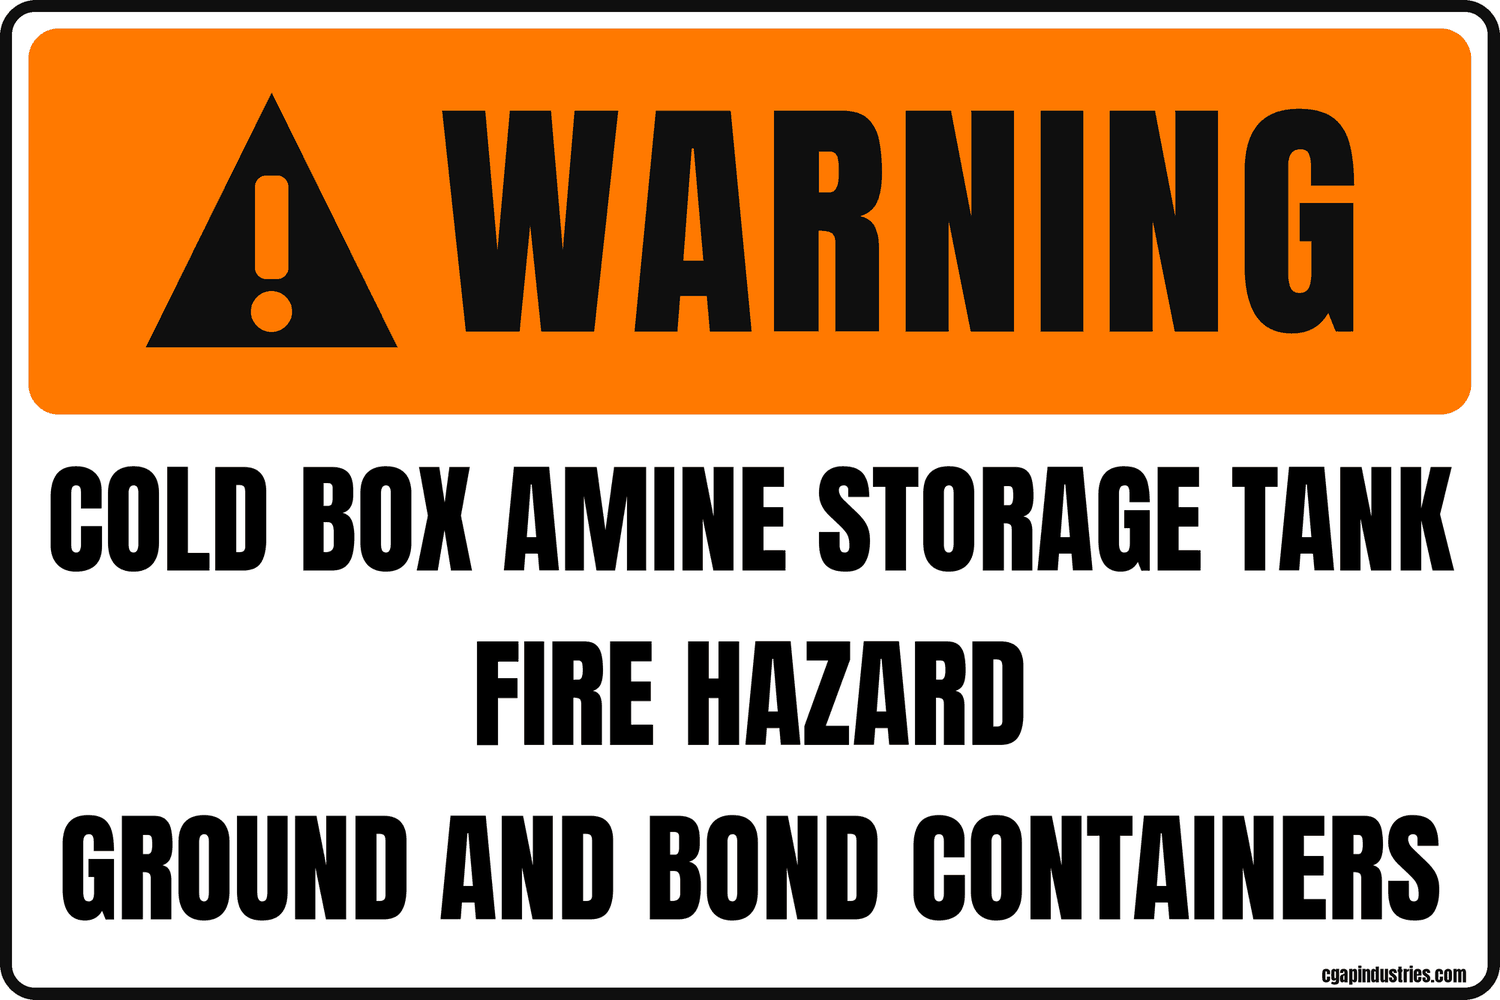 WARNING
COLD BOX AMINE STORAGE TANK
FIRE HAZARD
GROUND AND BOND CONTAINERS
cgapindustries.com